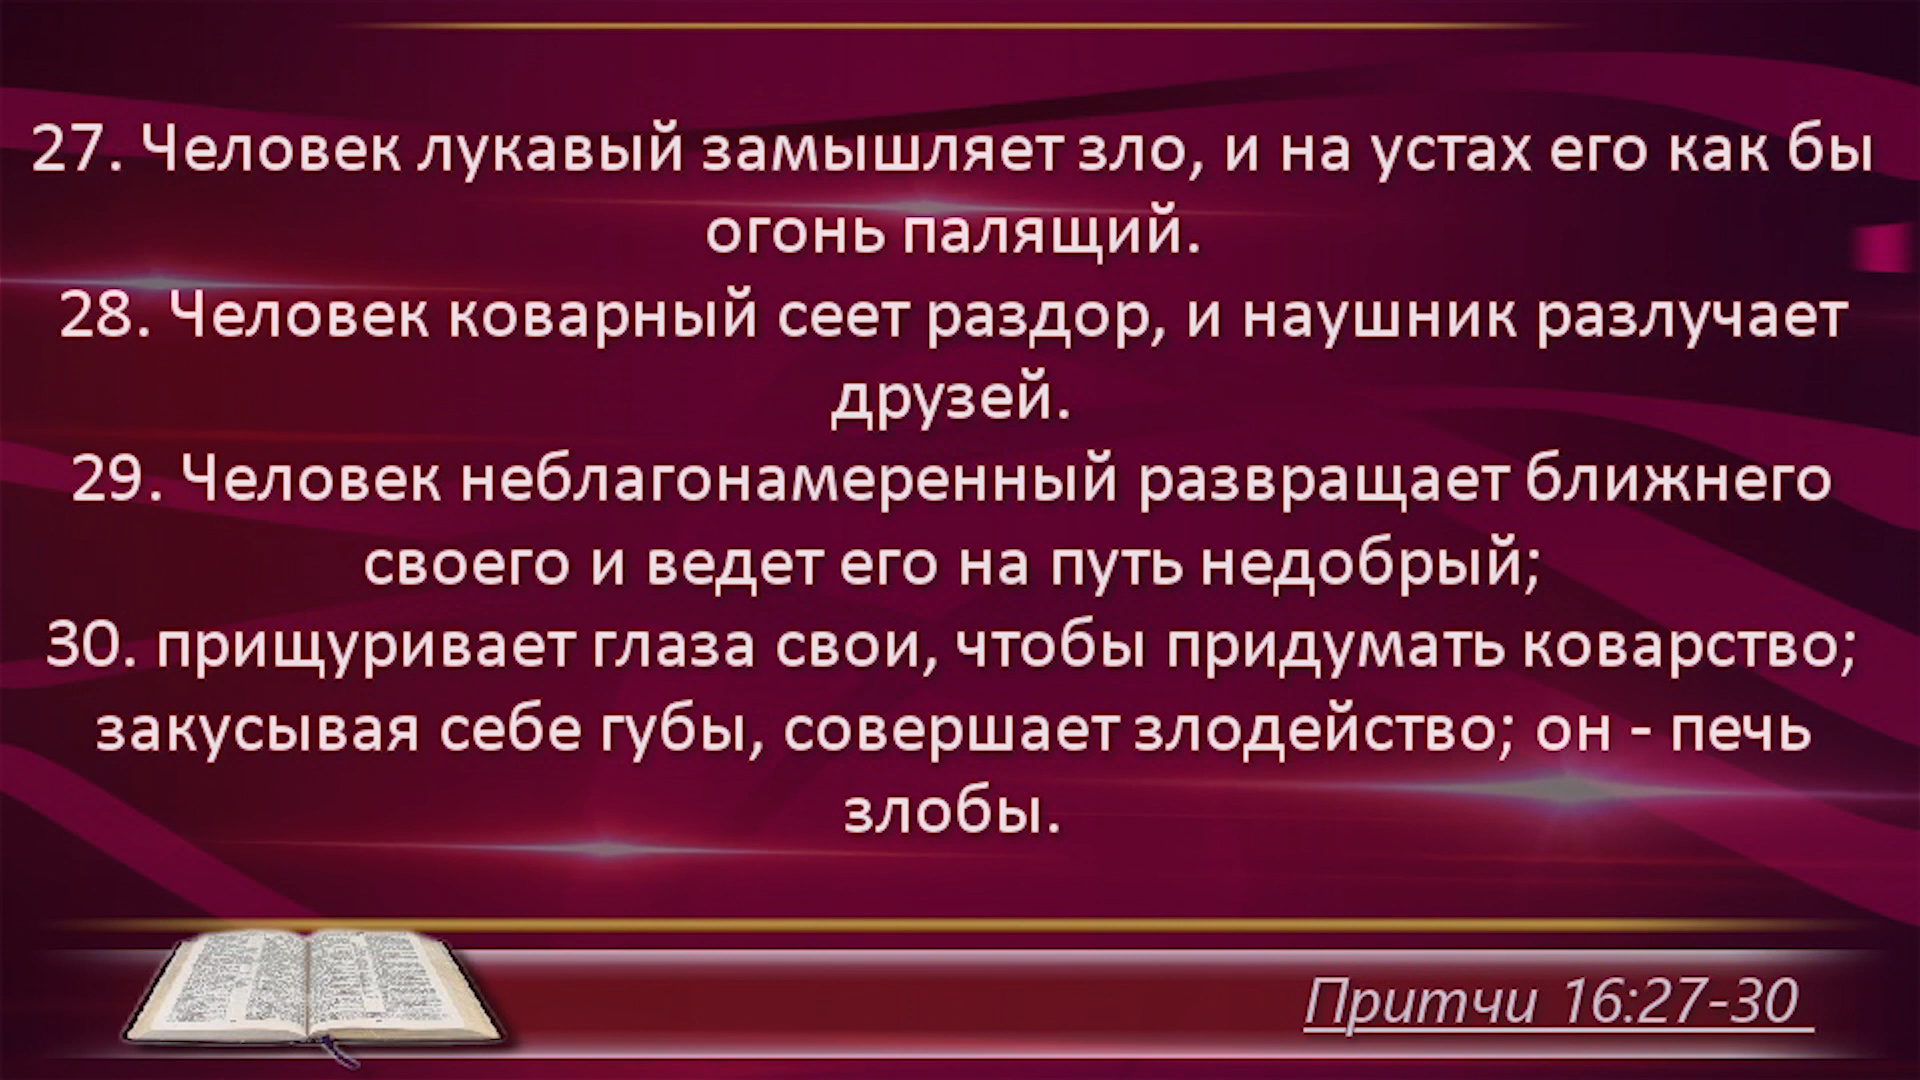 27. Человек лукавый замышляет зло, и на устах его как бы
огонь палящий.
28. Человек коварный сеет раздор, и наушник разлучает
друзей.
29. Человек неблагонамеренный развращает ближнего
своего и ведет его на путь недобрый;
30. прищуривает глаза свои, чтобы придумать коварство;
закусывая себе губы, совершает злодейство; он - печь
злобы.
Притчи 16:27-30